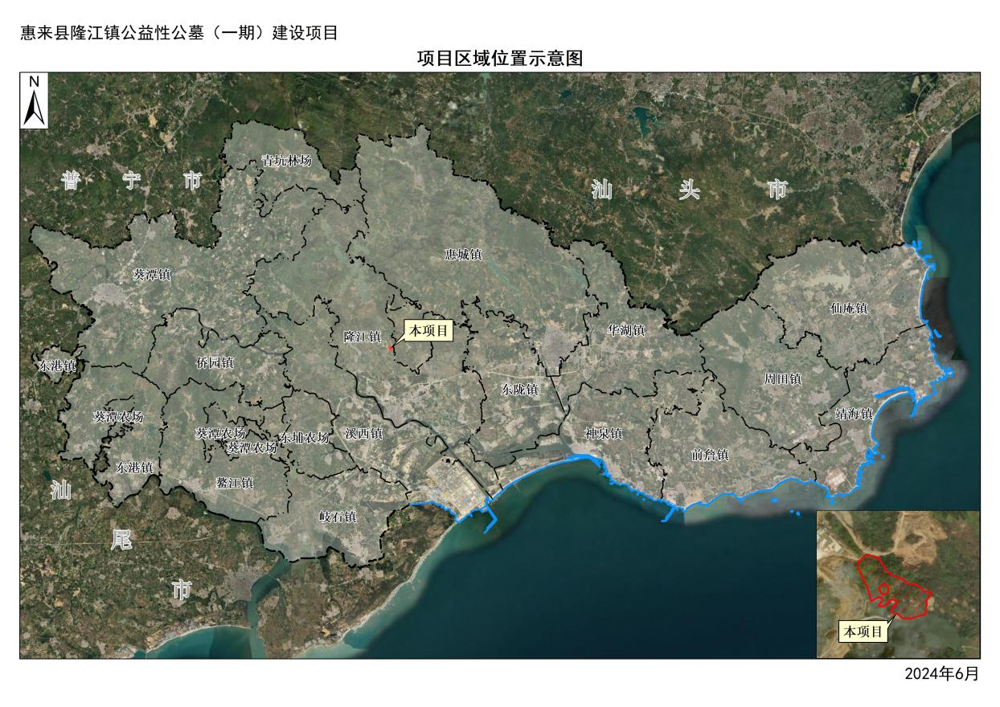 惠来县隆江镇公益性公墓（一期）建设项目
项目区域位置示意图
N
青坑林场
普宁市
汕头市
惠城镇
葵潭镇
仙庵镇
华湖镇
隆江镇
本项目
侨园镇
东港镇
周田镇
东陇镇
靖海镇
葵潭农场
葵潭农场
东埔农场
溪西镇
神泉镇
葵潭农场
前詹镇
东港镇
鳌江镇
岐石镇
汕尾市
本项目
2024年6月